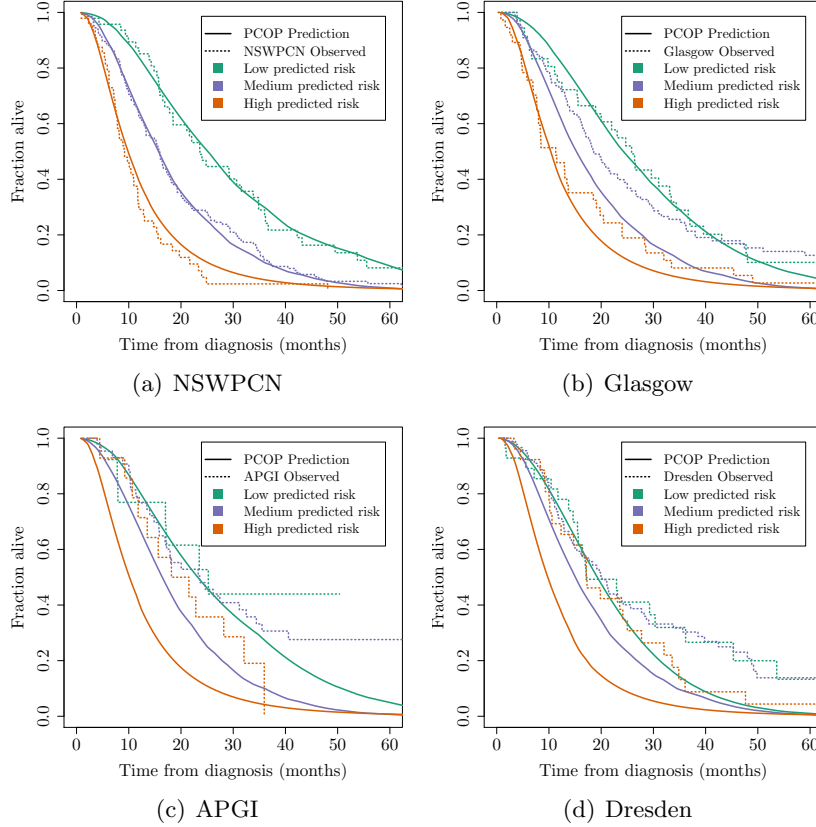 PCOP Prediction
NSWPCN Observed
Low predicted risk
Medium predicted risk
High predicted risk
Fraction alive
0.0 0.2 0.4 0.6 0.8 1.0
0 10 20 30 40 50 60
Time from diagnosis (months)
(a) NSWPCN
PCOP Prediction
Glasgow Observed
Low predicted risk
Medium predicted risk
High predicted risk
Fraction alive
0.0 0.2 0.4 0.6 0.8 1.0
0 10 20 30 40 50 60
Time from diagnosis (months)
(b) Glasgow
PCOP Prediction
APGI Observed
Low predicted risk
Medium predicted risk
High predicted risk
Fraction alive
0.0 0.2 0.4 0.6 0.8 1.0
0 10 20 30 40 50 60
Time from diagnosis (months)
(c) APGI
PCOP Prediction
Dresden Observed
Low predicted risk
Medium predicted risk
High predicted risk
Fraction alive
0.0 0.2 0.4 0.6 0.8 1.0
0 10 20 30 40 50 60
Time from diagnosis (months)
(d) Dresden